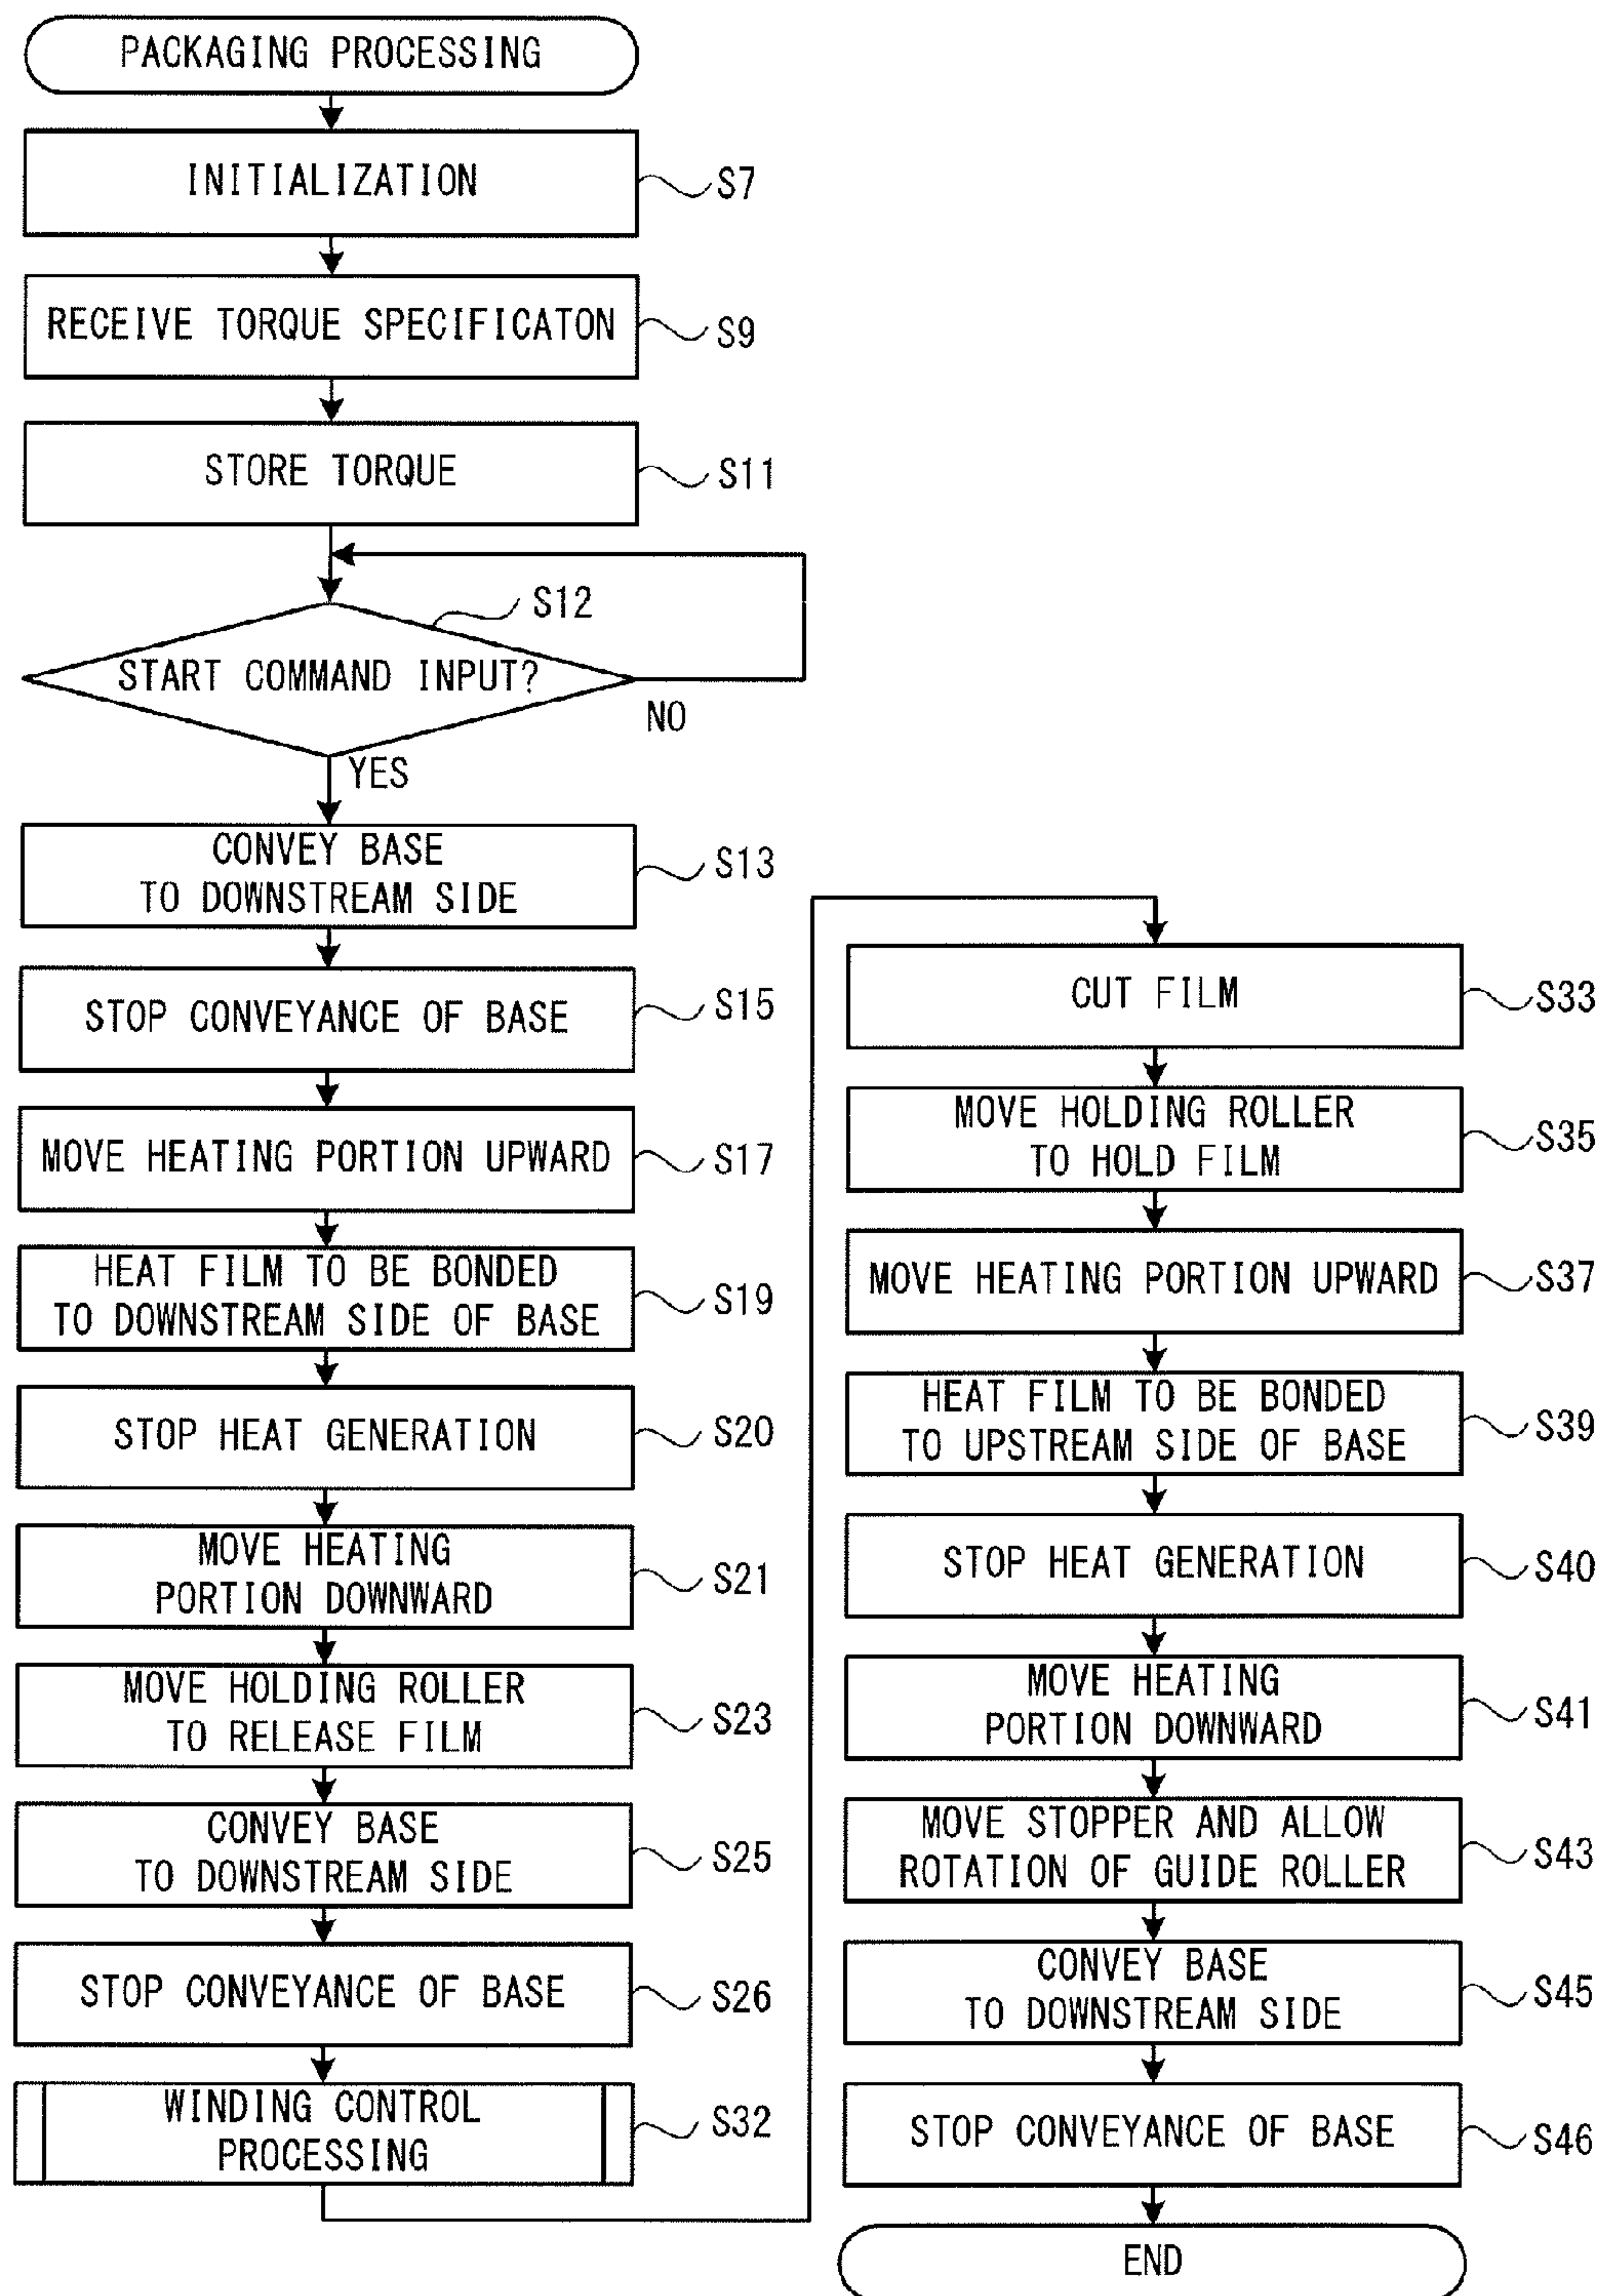 PACKAGING PROCESSING
INITIALIZATION
S7
RECEIVE TORQUE SPECIFICATON
S9
STORE TORQUE
S11
S12
START COMMAND INPUT?
NO
YES
CONVEY BASE
TO DOWNSTREAM SIDE
S13
STOP CONVEYANCE OF BASE
S15
MOVE HEATING PORTION UPWARD
S17
HEAT FILM TO BE BONDED
TO DOWNSTREAM SIDE OF BASE
S19
STOP HEAT GENERATION
S20
MOVE HEATING
PORTION DOWNWARD
S21
MOVE HOLDING ROLLER
TO RELEASE FILM
S23
CONVEY BASE
TO DOWNSTREAM SIDE
S25
STOP CONVEYANCE OF BASE
S26
WINDING CONTROL
PROCESSING
S32
CUT FILM
S33
MOVE HOLDING ROLLER
TO HOLD FILM
S35
MOVE HEATING PORTION UPWARD
S37
HEAT FILM TO BE BONDED
TO UPSTREAM SIDE OF BASE
S39
STOP HEAT GENERATION
S40
MOVE HEATING
PORTION DOWNWARD
S41
MOVE STOPPER AND ALLOW
ROTATION OF GUIDE ROLLER
S43
CONVEY BASE
TO DOWNSTREAM SIDE
S45
STOP CONVEYANCE OF BASE
S46
END